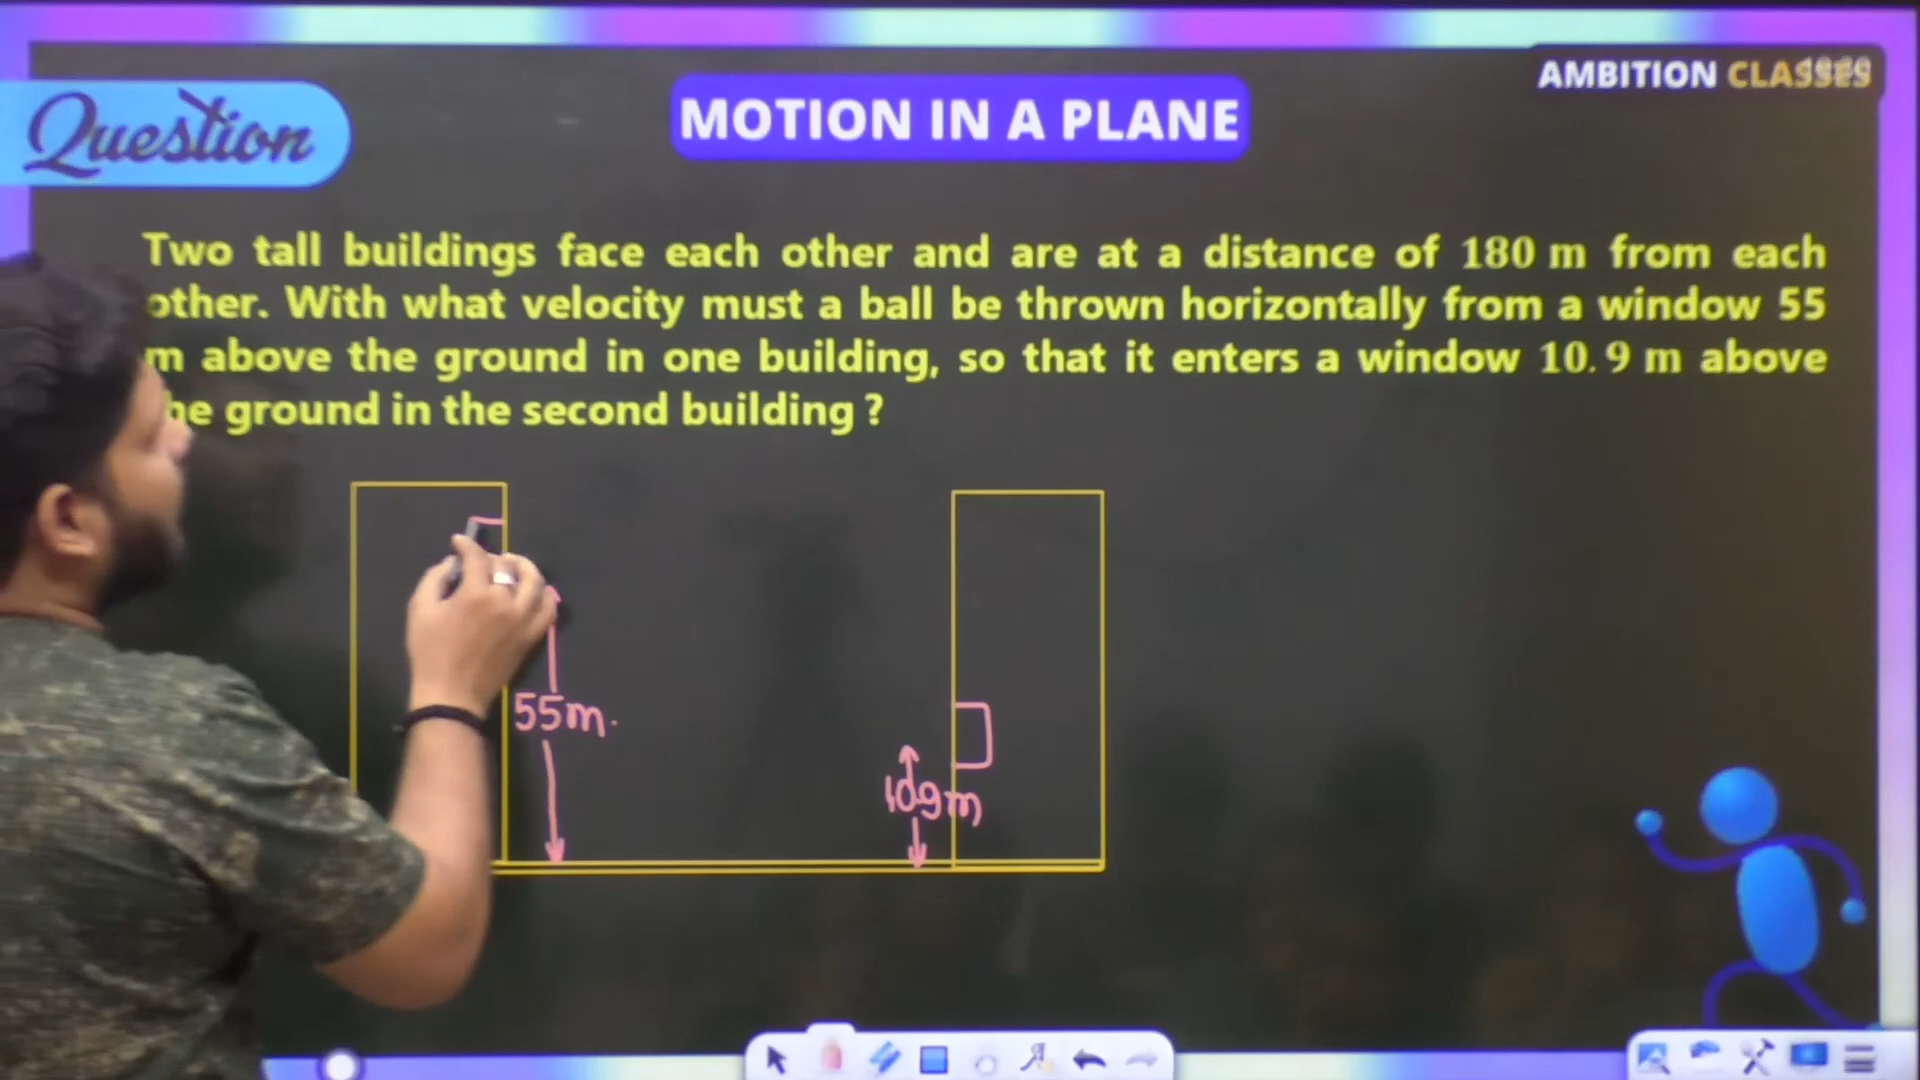 AMBITION CLASSES
Question
MOTION IN A PLANE
Two tall buildings face each other and are at a distance of 180 m from each
other. With what velocity must a ball be thrown horizontally from a window 55
m above the ground in one building, so that it enters a window 10.9 m above
he ground in the second building ?
55m.
10.9m